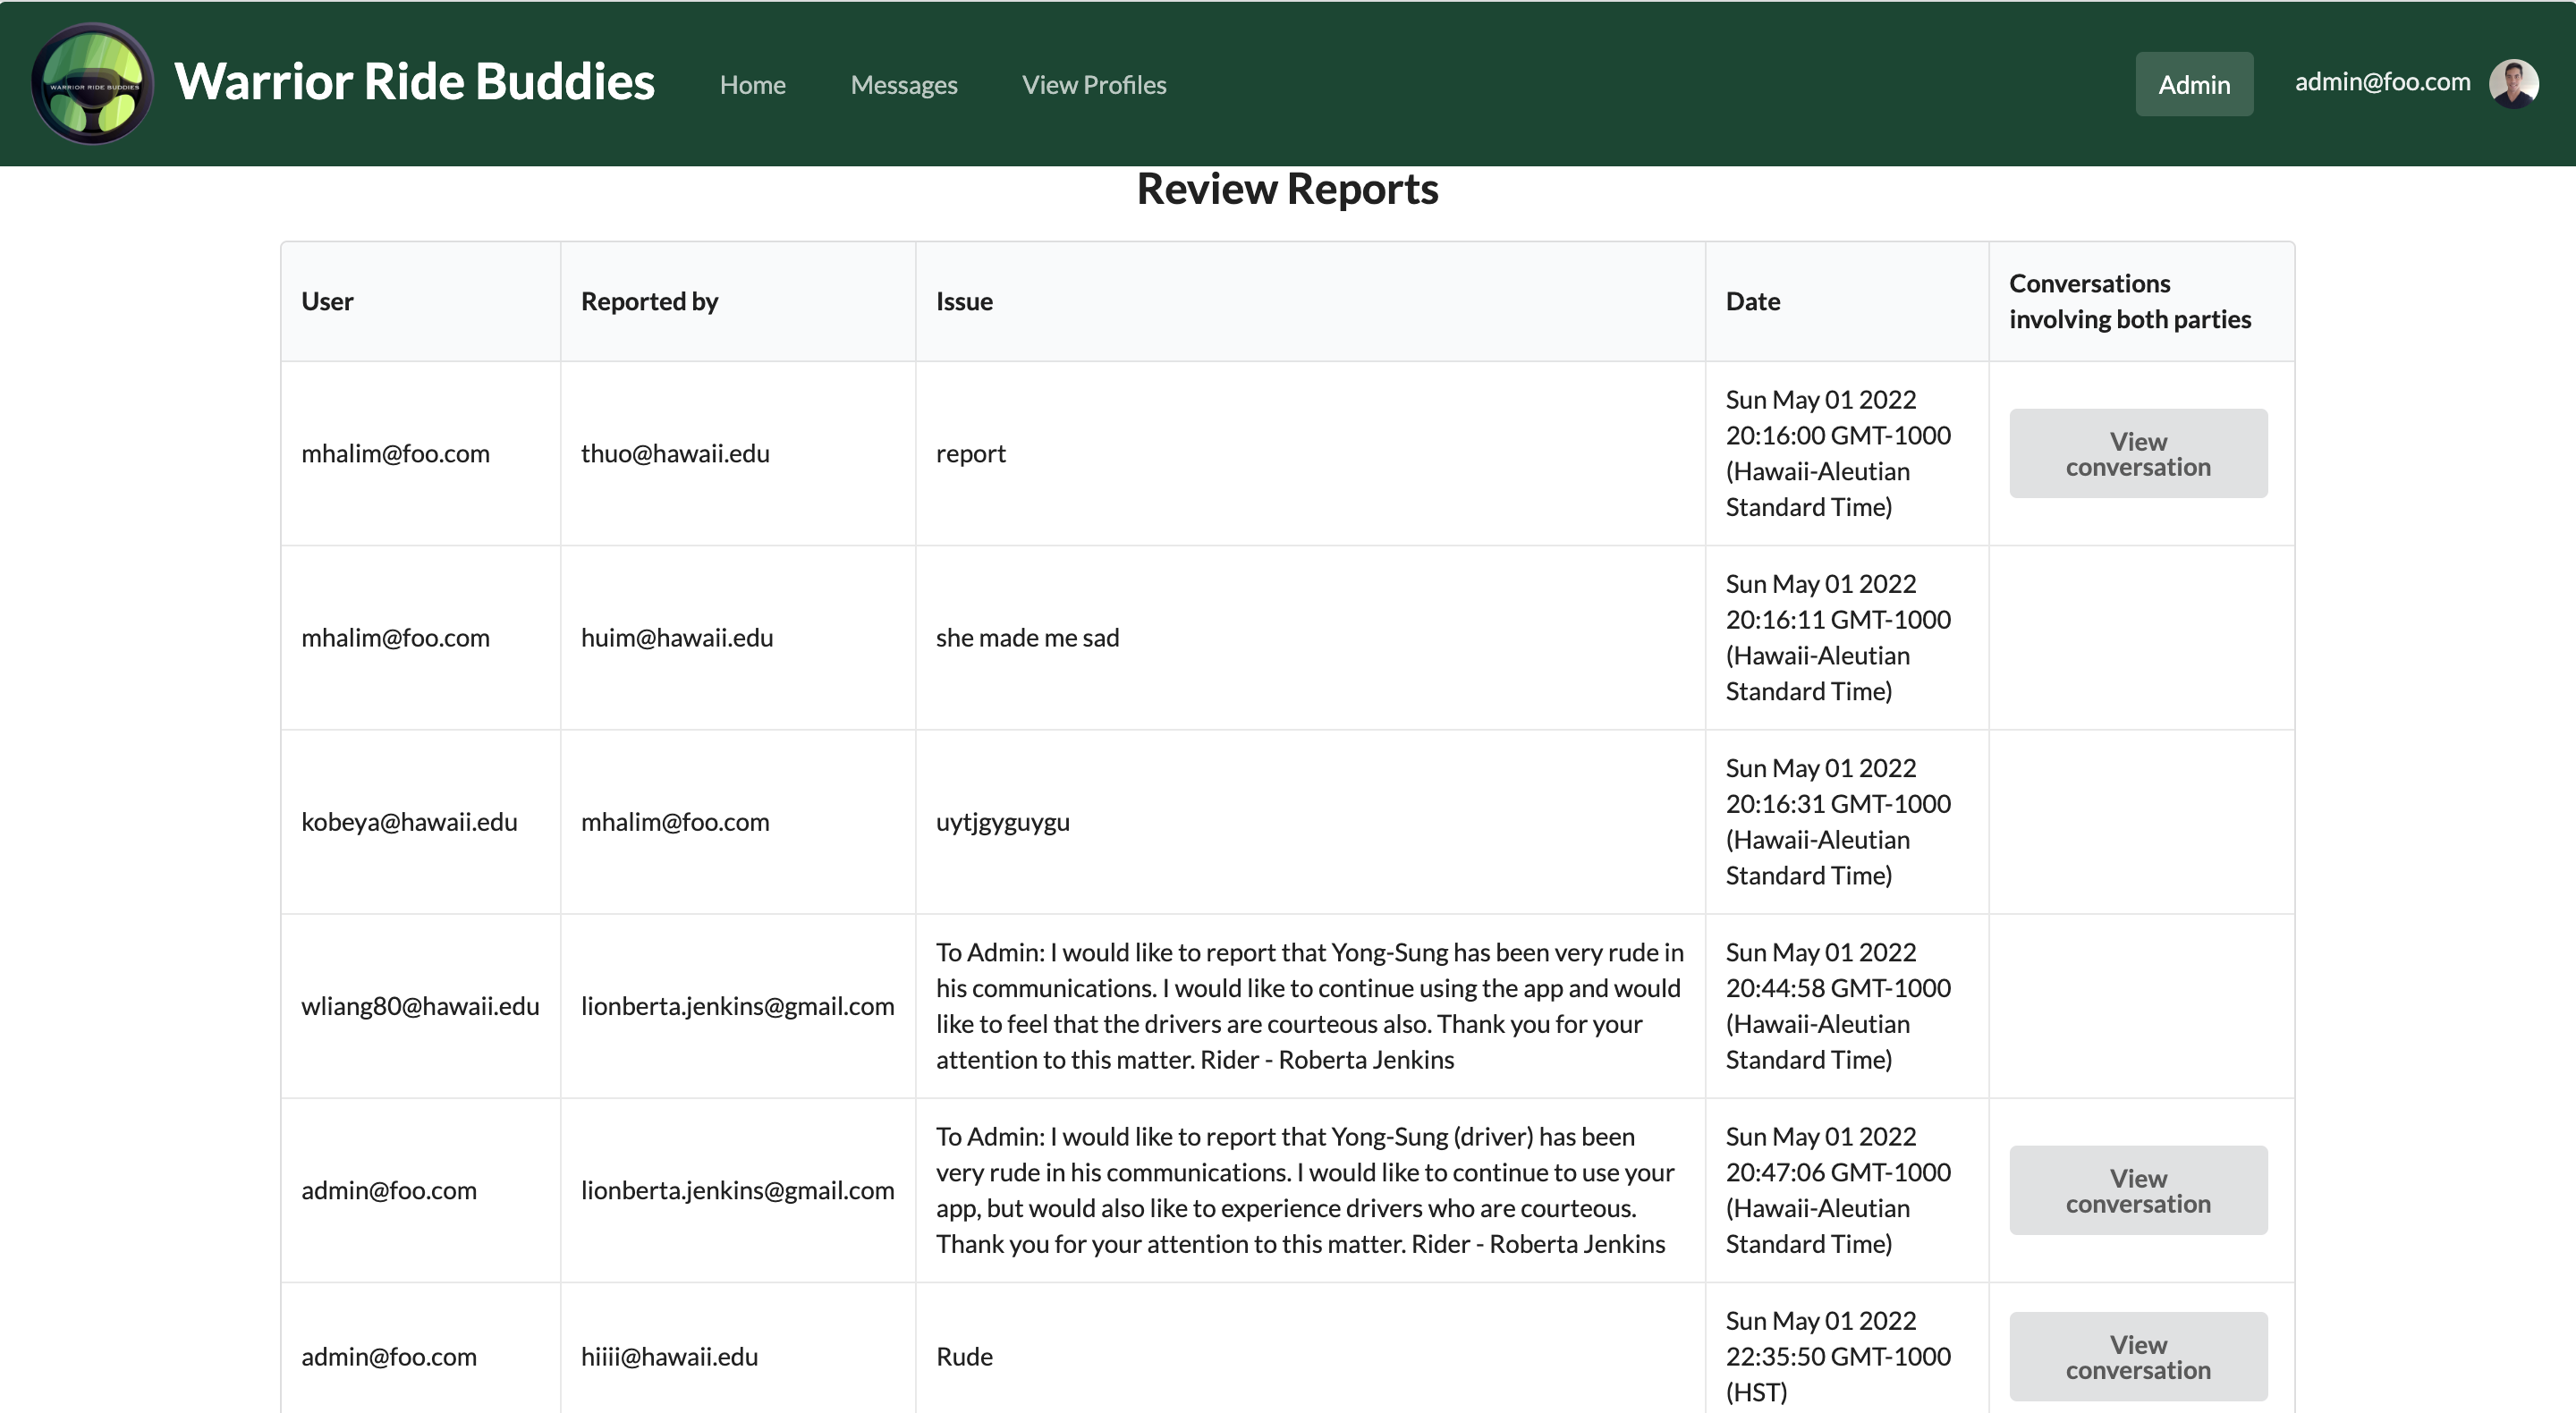 WARRIOR RIDE BUDDIES
Warrior Ride Buddies
Home
Messages
View Profiles
Admin
admin@foo.com
Review Reports
User
Reported by
Issue
Date
Conversations
involving both parties
mhalim@foo.com
thuo@hawaii.edu
report
Sun May 01 2022
20:16:00 GMT-1000
(Hawaii-Aleutian
Standard Time)
View
conversation
mhalim@foo.com
huim@hawaii.edu
she made me sad
Sun May 01 2022
20:16:11 GMT-1000
(Hawaii-Aleutian
Standard Time)
kobeya@hawaii.edu
mhalim@foo.com
uytjgyguygu
Sun May 01 2022
20:16:31 GMT-1000
(Hawaii-Aleutian
Standard Time)
wliang80@hawaii.edu
lionberta.jenkins@gmail.com
To Admin: I would like to report that Yong-Sung has been very rude in
his communications. I would like to continue using the app and would
like to feel that the drivers are courteous also. Thank you for your
attention to this matter. Rider - Roberta Jenkins
Sun May 01 2022
20:44:58 GMT-1000
(Hawaii-Aleutian
Standard Time)
admin@foo.com
lionberta.jenkins@gmail.com
To Admin: I would like to report that Yong-Sung (driver) has been
very rude in his communications. I would like to continue to use your
app, but would also like to experience drivers who are courteous.
Thank you for your attention to this matter. Rider - Roberta Jenkins
Sun May 01 2022
20:47:06 GMT-1000
(Hawaii-Aleutian
Standard Time)
View
conversation
admin@foo.com
hiiii@hawaii.edu
Rude
Sun May 01 2022
22:35:50 GMT-1000
(HST)
View
conversation